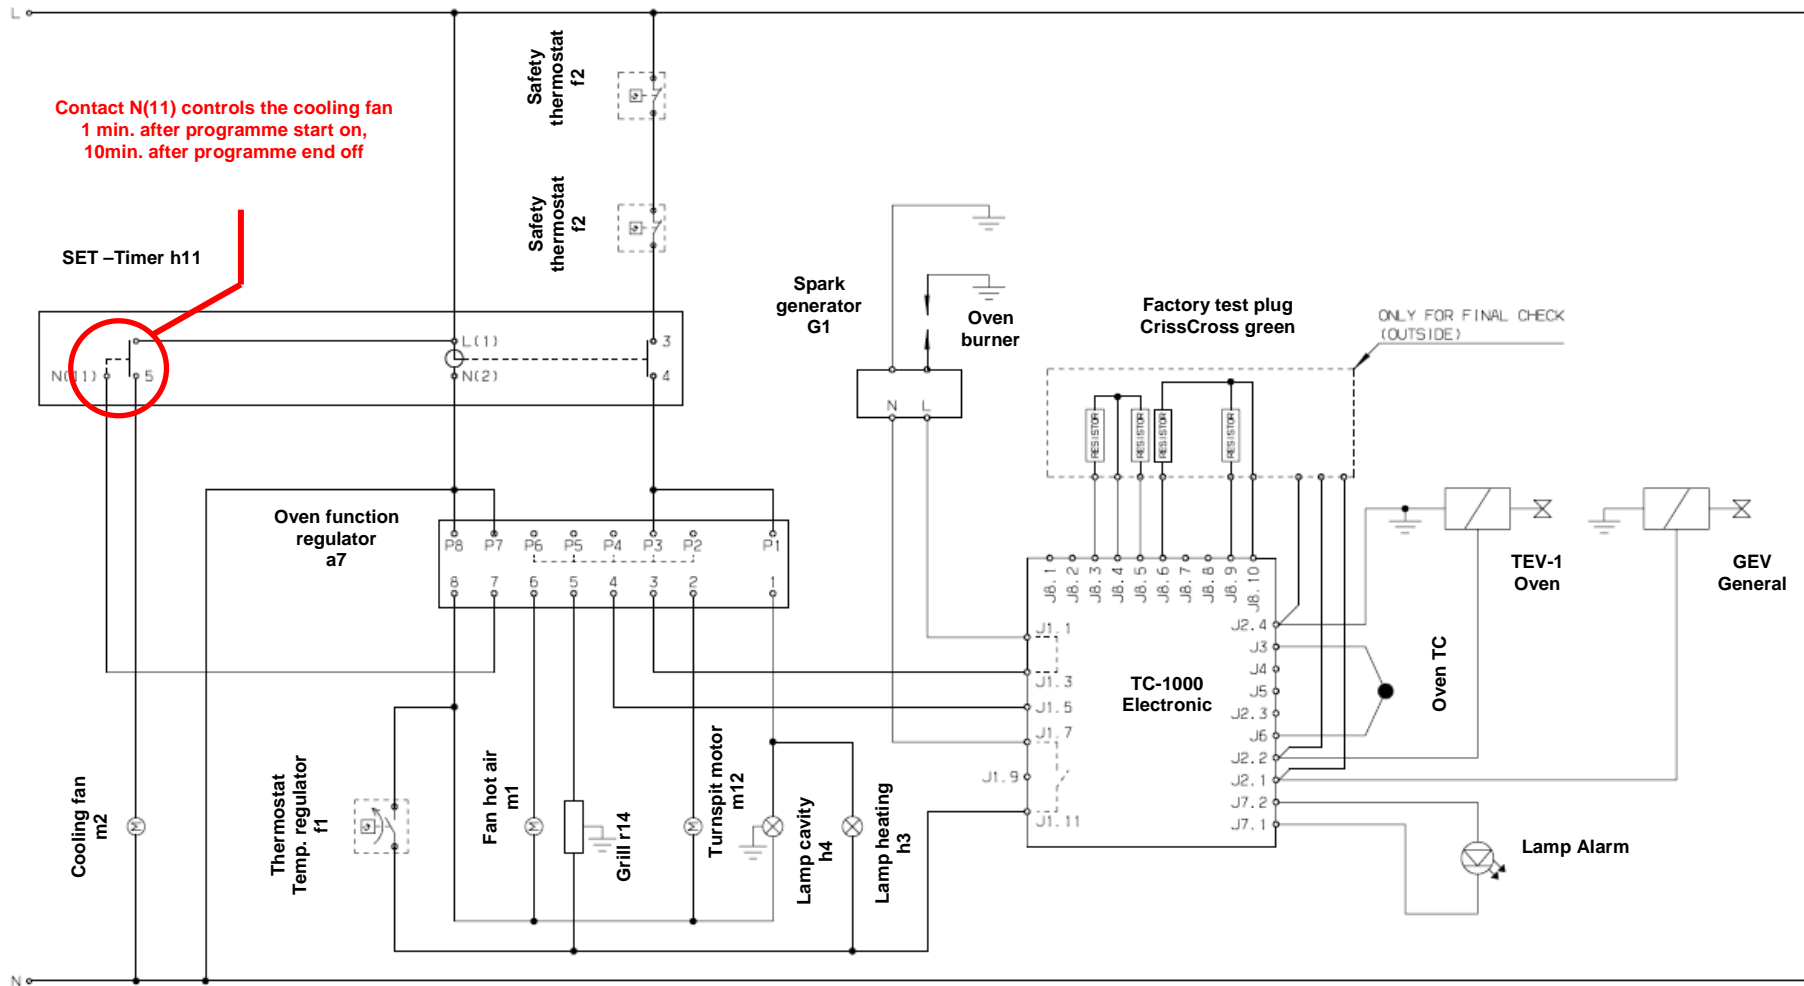 L
Contact N(11) controls the cooling fan
1 min. after programme start on,
10min. after programme end off
SET –Timer h11
Safety
thermostat
f2
Safety
thermostat
f2
L(1)
N(2)
3
4
N(11)
5
Spark
generator
G1
Oven
burner
N
L
Factory test plug
CrissCross green
ONLY FOR FINAL CHECK
(OUTSIDE)
RESISTOR
RESISTOR
RESISTOR
RESISTOR
Oven function
regulator
a7
P8
P7
P6
P5
P4
P3
P2
P1
8
7
6
5
4
3
2
1
J8.1
J8.2
J8.3
J8.4
J8.5
J8.6
J8.7
J8.8
J8.9
J8.10
J1.1
J1.3
J1.5
J1.7
J1.9
J1.11
TC-1000
Electronic
J2.4
J3
J4
J5
J2.3
J6
J2.2
J2.1
J7.2
J7.1
TEV-1
Oven
GEV
General
Oven TC
Lamp Alarm
Cooling fan
m2
M
Thermostat
Temp. regulator
f1
Fan hot air
m1
M
Grill r14
Turnspit motor
m12
M
Lamp cavity
h4
Lamp heating
h3
N